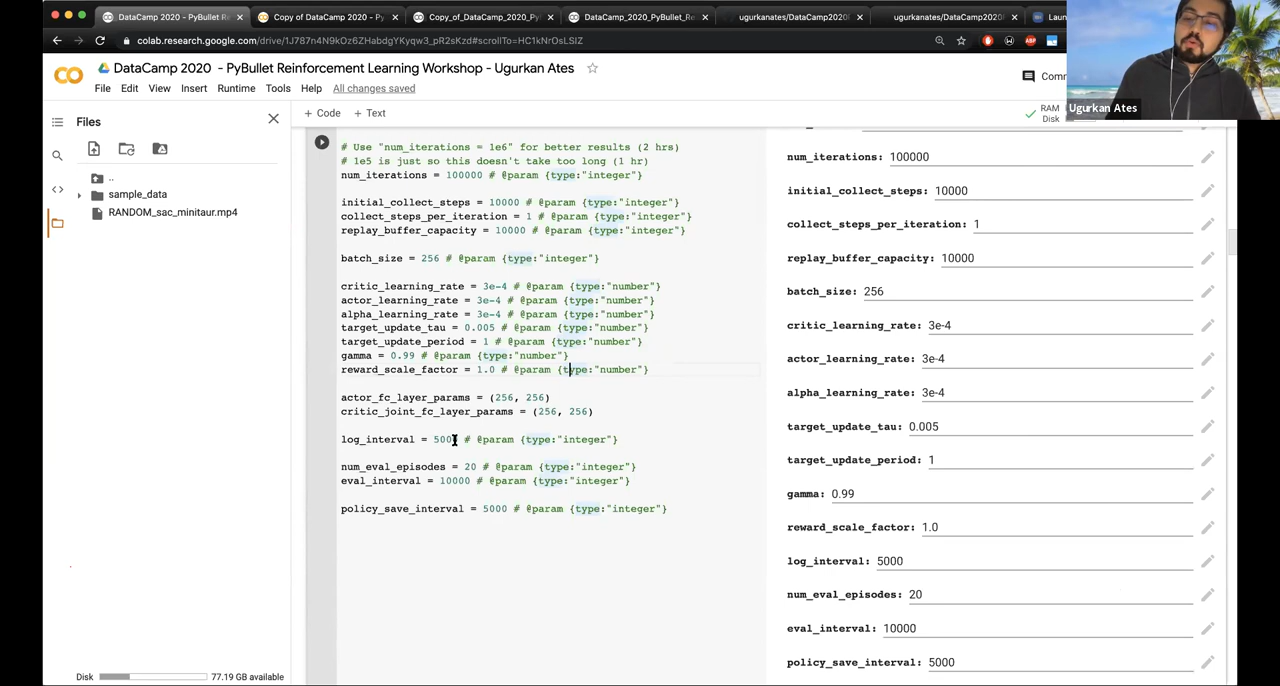 DataCamp 2020 - PyBullet R
Copy of DataCamp 2020 - Py
Copy_of_DataCamp_2020_Py
DataCamp_2020_PyBullet_Re
ugurkanates/DataCamp2020
ugurkanates/DataCamp2020
Laun
colab.research.google.com/drive/1J787n4N9kOz6ZHabdgYKyqw3_pR2sKzd#scrollTo=HC1kNrOsLSIZ
DataCamp 2020 - PyBullet Reinforcement Learning Workshop - Ugurkan Ates
File Edit View Insert Runtime Tools Help All changes saved
Comm
Ugurkan Ates
Files
+ Code + Text
RAM
Disk
..
sample_data
RANDOM_sac_minitaur.mp4
# Use "num_iterations = 1e6" for better results (2 hrs)
# 1e5 is just so this doesn't take too long (1 hr)
num_iterations = 100000 # @param {type:"integer"}
initial_collect_steps = 10000 # @param {type:"integer"}
collect_steps_per_iteration = 1 # @param {type:"integer"}
replay_buffer_capacity = 10000 # @param {type:"integer"}
batch_size = 256 # @param {type:"integer"}
critic_learning_rate = 3e-4 # @param {type:"number"}
actor_learning_rate = 3e-4 # @param {type:"number"}
alpha_learning_rate = 3e-4 # @param {type:"number"}
target_update_tau = 0.005 # @param {type:"number"}
target_update_period = 1 # @param {type:"number"}
gamma = 0.99 # @param {type:"number"}
reward_scale_factor = 1.0 # @param {type:"number"}
actor_fc_layer_params = (256, 256)
critic_joint_fc_layer_params = (256, 256)
log_interval = 5000 # @param {type:"integer"}
num_eval_episodes = 20 # @param {type:"integer"}
eval_interval = 10000 # @param {type:"integer"}
policy_save_interval = 5000 # @param {type:"integer"}
num_iterations: 100000
initial_collect_steps: 10000
collect_steps_per_iteration: 1
replay_buffer_capacity: 10000
batch_size: 256
critic_learning_rate: 3e-4
actor_learning_rate: 3e-4
alpha_learning_rate: 3e-4
target_update_tau: 0.005
target_update_period: 1
gamma: 0.99
reward_scale_factor: 1.0
log_interval: 5000
num_eval_episodes: 20
eval_interval: 10000
policy_save_interval: 5000
Disk 77.19 GB available